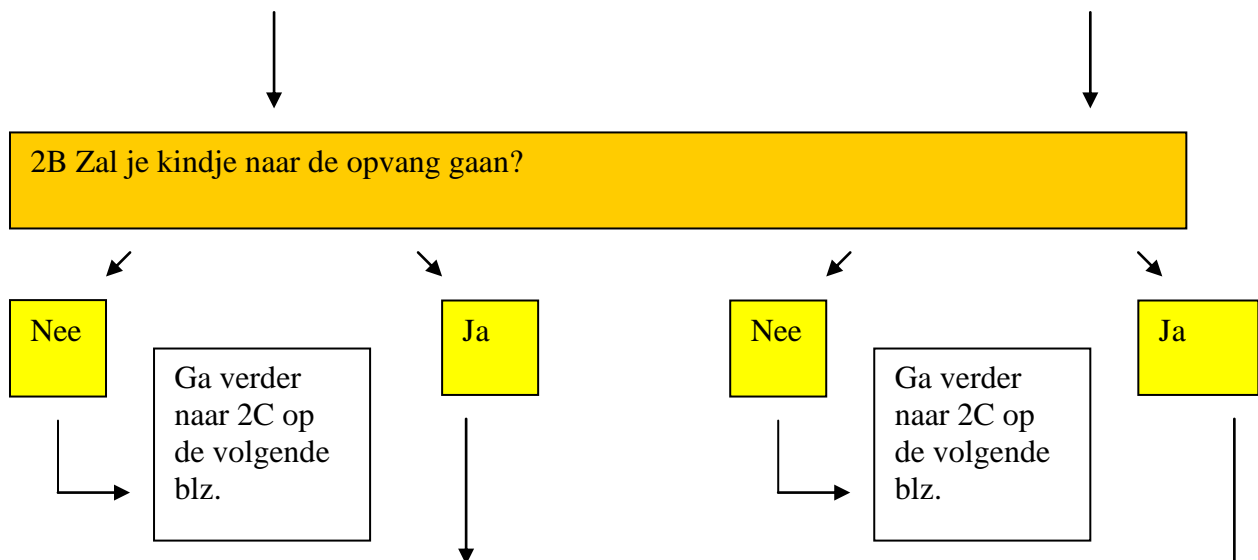 2B Zal je kindje naar de opvang gaan?
Nee
Ja
Nee
Ja
Ga verder
naar 2C op
de volgende
blz.
Ga verder
naar 2C op
de volgende
blz.